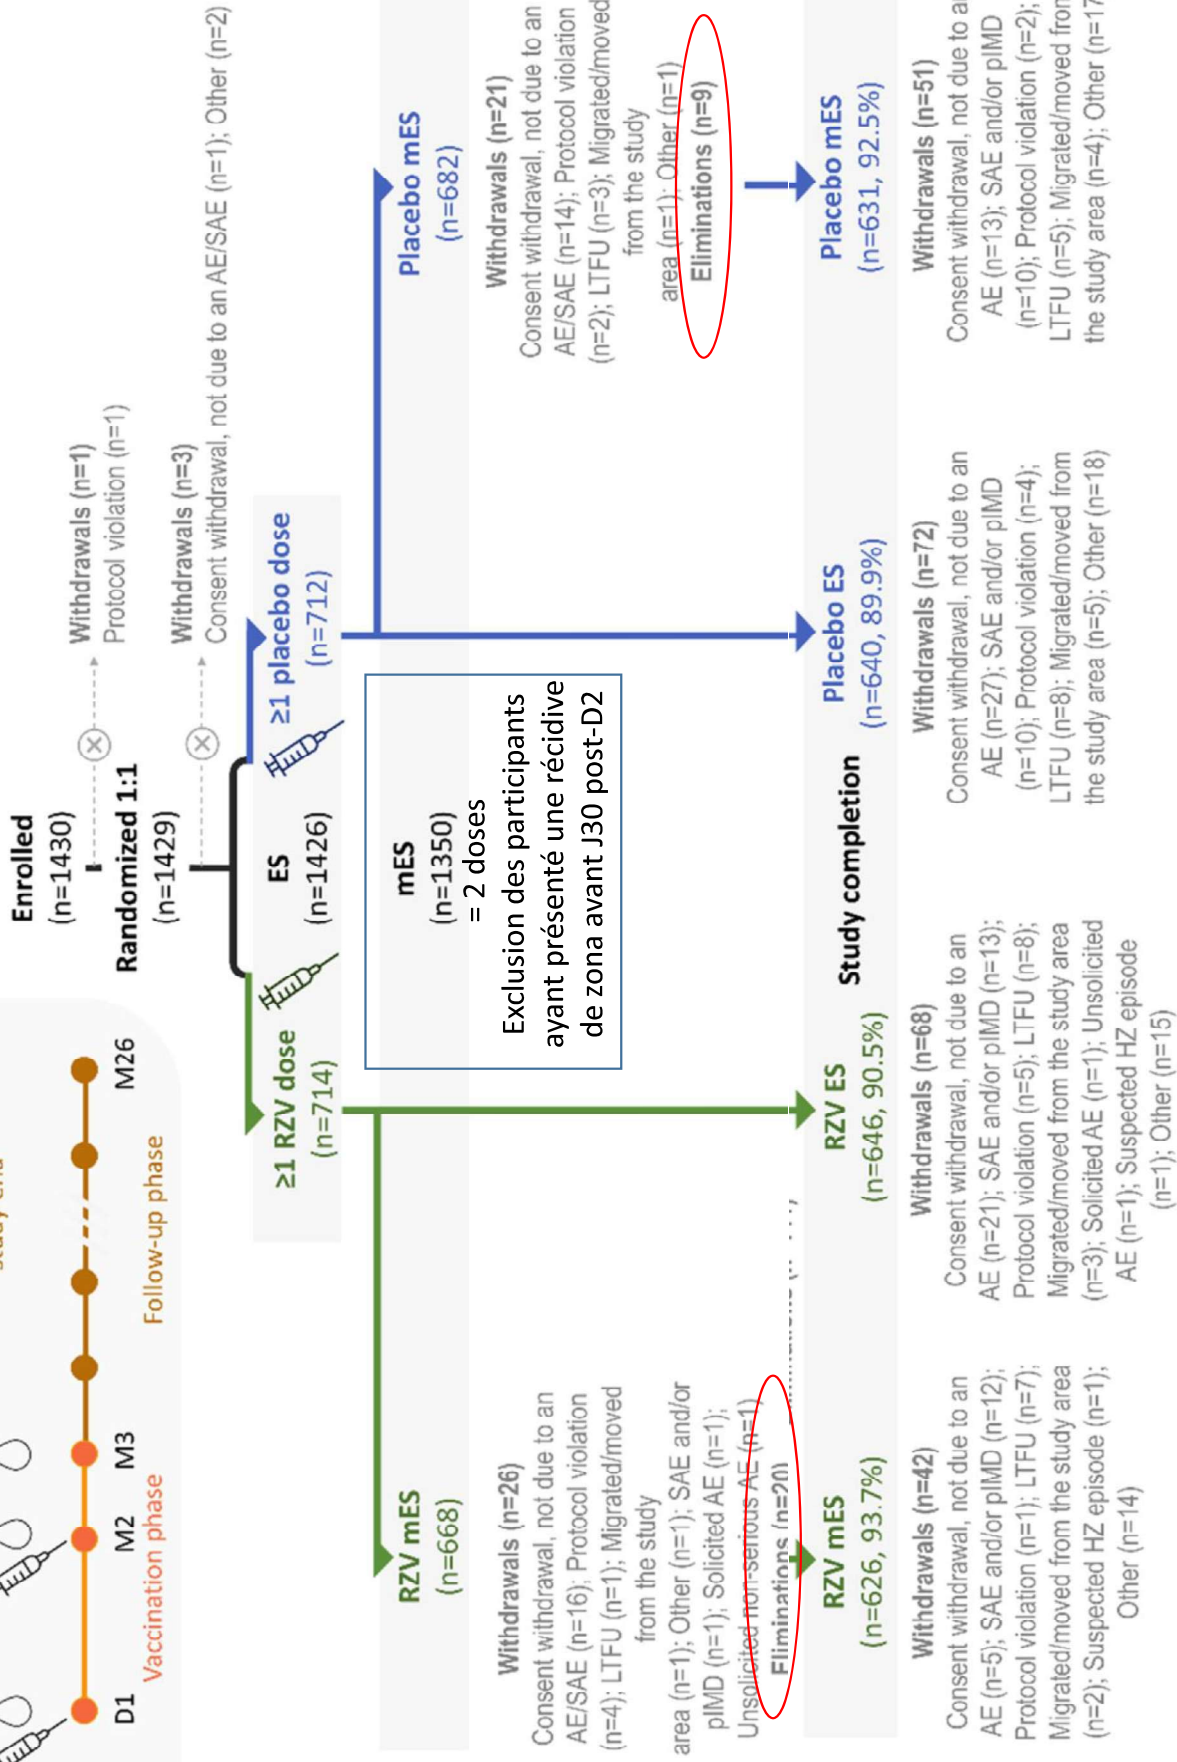 Enrolled
(n=1430)
Withdrawals (n=1)
Protocol violation (n=1)
Randomized 1:1
(n=1429)
Withdrawals (n=3)
Consent withdrawal, not due to an AE/SAE (n=1); Other (n=2)
D1
M2
M3
M26
Vaccination phase
Follow-up phase
≥1 RZV dose
(n=714)
ES
(n=1426)
≥1 placebo dose
(n=712)
RZV mES
(n=668)
mES
(n=1350)
= 2 doses
Exclusion des participants
ayant présenté une récidive
de zona avant J30 post-D2
Placebo mES
(n=682)
Withdrawals (n=26)
Consent withdrawal, not due to an
AE/SAE (n=16); Protocol violation
(n=4); LTFU (n=1); Migrated/moved
from the study
area (n=1); Other (n=1); SAE and/or
pIMD (n=1); Solicited AE (n=1);
Unsolicited non-serious AE (n=1)
Eliminations (n=20)
Withdrawals (n=21)
Consent withdrawal, not due to an
AE/SAE (n=14); Protocol violation
(n=2); LTFU (n=3); Migrated/moved
from the study
area (n=1); Other (n=1)
Eliminations (n=9)
Study completion
RZV mES
(n=626, 93.7%)
RZV ES
(n=646, 90.5%)
Placebo ES
(n=640, 89.9%)
Placebo mES
(n=631, 92.5%)
Withdrawals (n=42)
Consent withdrawal, not due to an
AE (n=5); SAE and/or pIMD (n=12);
Protocol violation (n=1); LTFU (n=7);
Migrated/moved from the study area
(n=2); Suspected HZ episode (n=1);
Other (n=14)
Withdrawals (n=68)
Consent withdrawal, not due to an
AE (n=21); SAE and/or pIMD (n=13);
Protocol violation (n=5); LTFU (n=8);
Migrated/moved from the study area
(n=3); Solicited AE (n=1); Unsolicited
AE (n=1); Suspected HZ episode
(n=1); Other (n=15)
Withdrawals (n=72)
Consent withdrawal, not due to an
AE (n=27); SAE and/or pIMD
(n=10); Protocol violation (n=4);
LTFU (n=8); Migrated/moved from
the study area (n=5); Other (n=18)
Withdrawals (n=51)
Consent withdrawal, not due to
AE (n=13); SAE and/or pIMD
(n=10); Protocol violation (n=2);
LTFU (n=5); Migrated/moved from
the study area (n=4); Other (n=17